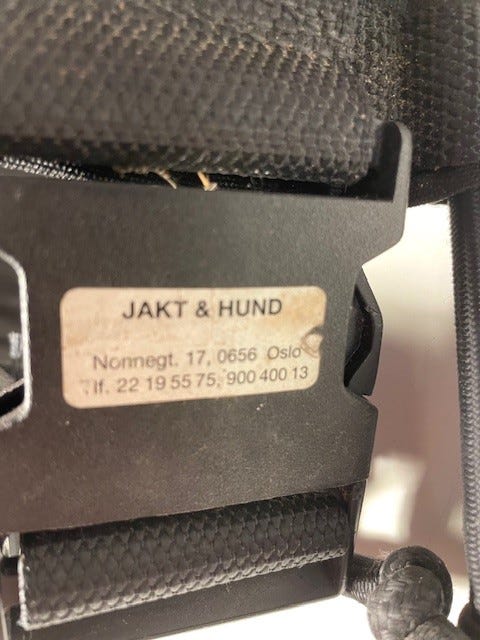 JAKT & HUND
Nonnegt. 17, 0656 Oslo
Tlf. 22 19 55 75, 900 400 13